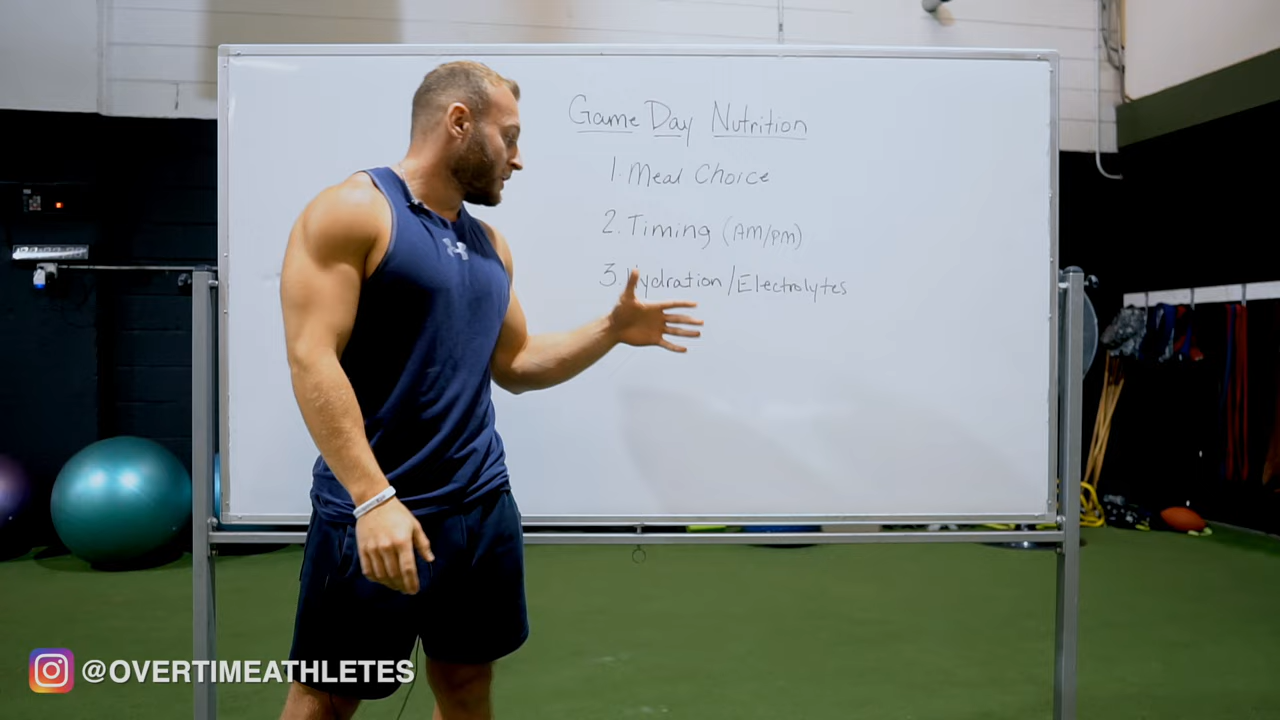 Game Day Nutrition
1. Meal Choice
2. Timing (AM/PM)
3. Hydration/Electrolytes
@OVERTIMEATHLETES